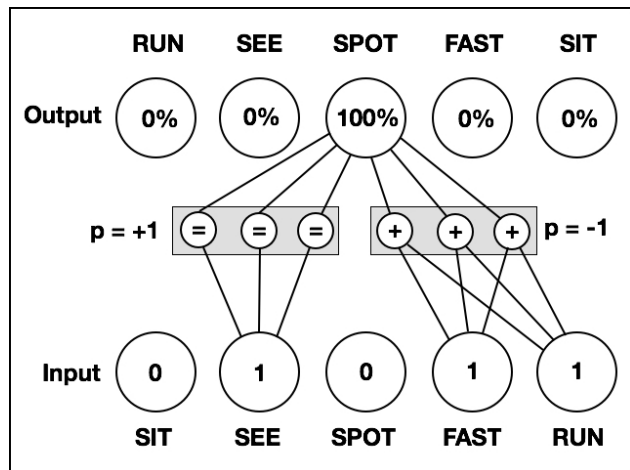 RUN SEE SPOT FAST SIT
Output 0% 0% 100% 0% 0%
p = +1 = = = + + + p = -1
Input 0 1 0 1 1
SIT SEE SPOT FAST RUN